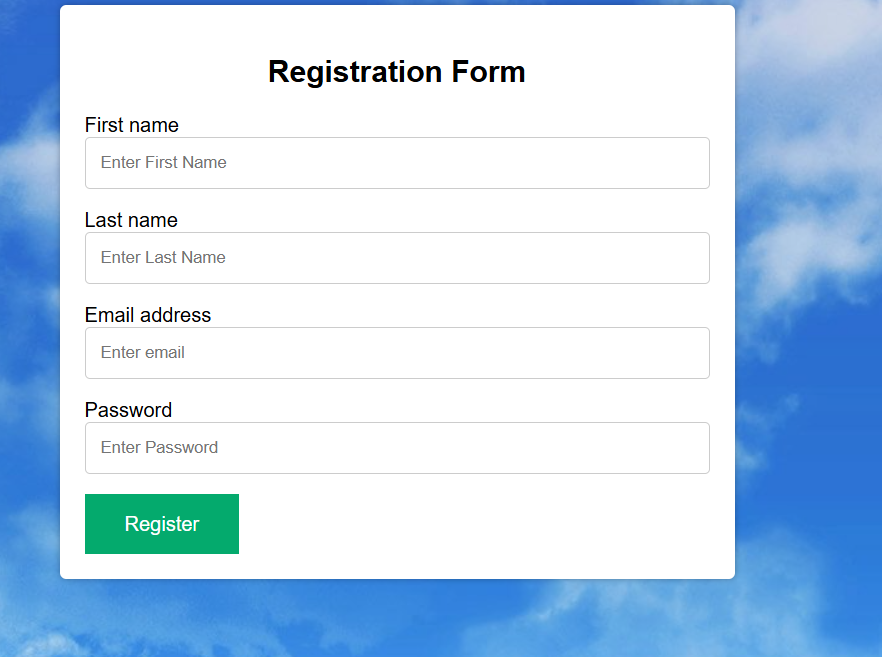 Registration Form
First name
Enter First Name
Last name
Enter Last Name
Email address
Enter email
Password
Enter Password
Register